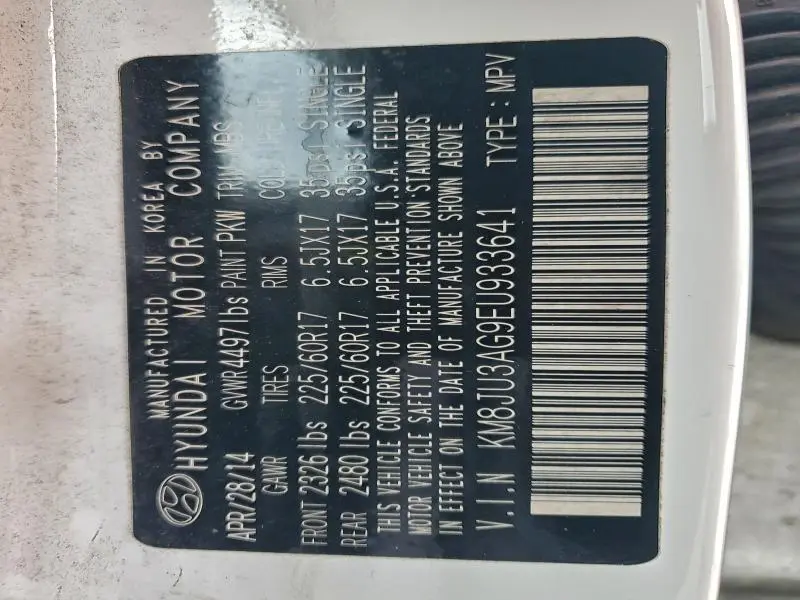 MANUFACTURED IN KOREA BY
HYUNDAI MOTOR COMPANY
APR/28/14 GVWR 4497 lbs PAINT PKW TRIM
GAWR TIRES RIMS
FRONT 2326 lbs 225/60R17 6.5JX17 35psi SINGLE
REAR 2480 lbs 225/60R17 6.5JX17 35psi SINGLE
THIS VEHICLE CONFORMS TO ALL APPLICABLE U.S.A. FEDERAL
MOTOR VEHICLE SAFETY AND THEFT PREVENTION STANDARDS
IN EFFECT ON THE DATE OF MANUFACTURE SHOWN ABOVE
V.I.N KM8JU3AG9EU933641 TYPE : MPV